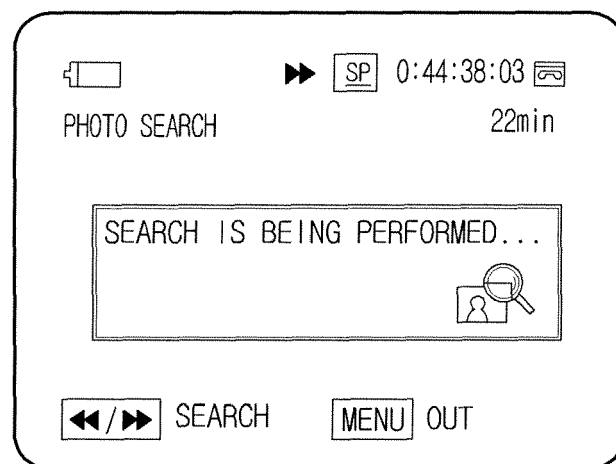 SP 0:44:38:03
PHOTO SEARCH 22min
SEARCH IS BEING PERFORMED...
◀◀/▶▶ SEARCH MENU OUT